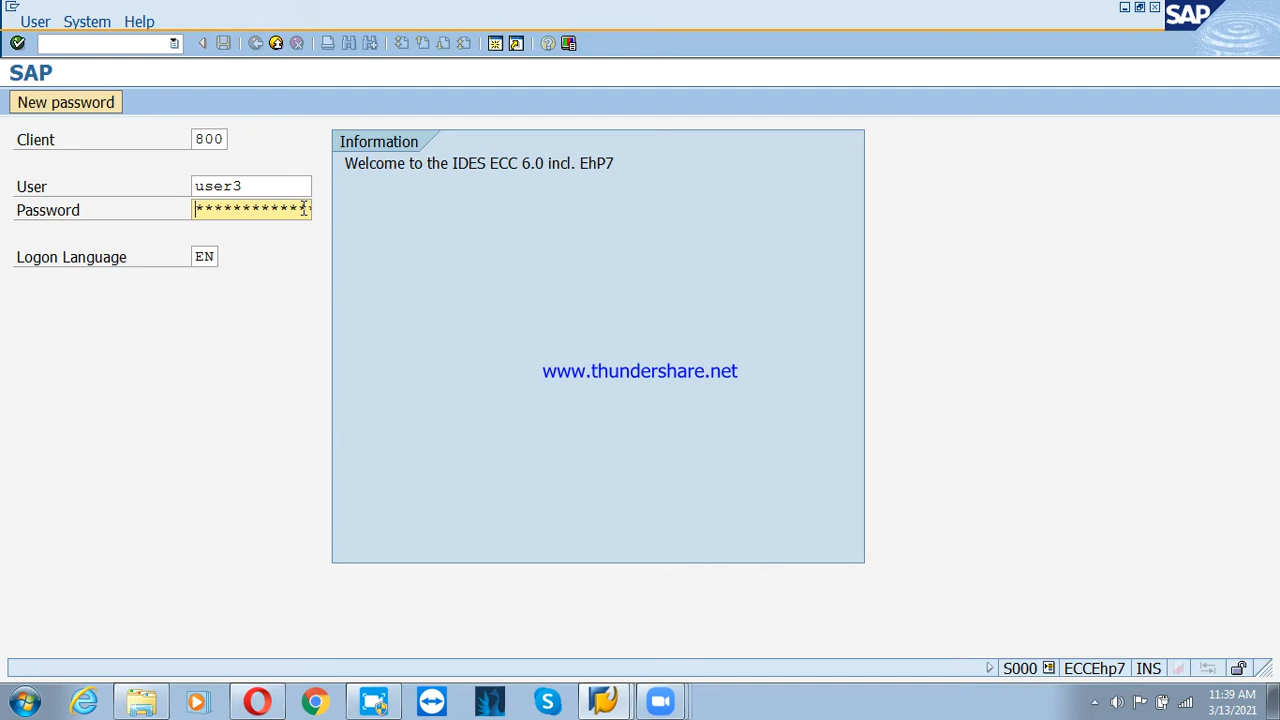 User System Help
SAP
SAP
New password
Client 800
Information
Welcome to the IDES ECC 6.0 incl. EhP7
User user3
Password ************
Logon Language EN
www.thundershare.net
S000 ECCEhp7 INS
11:39 AM
3/13/2021